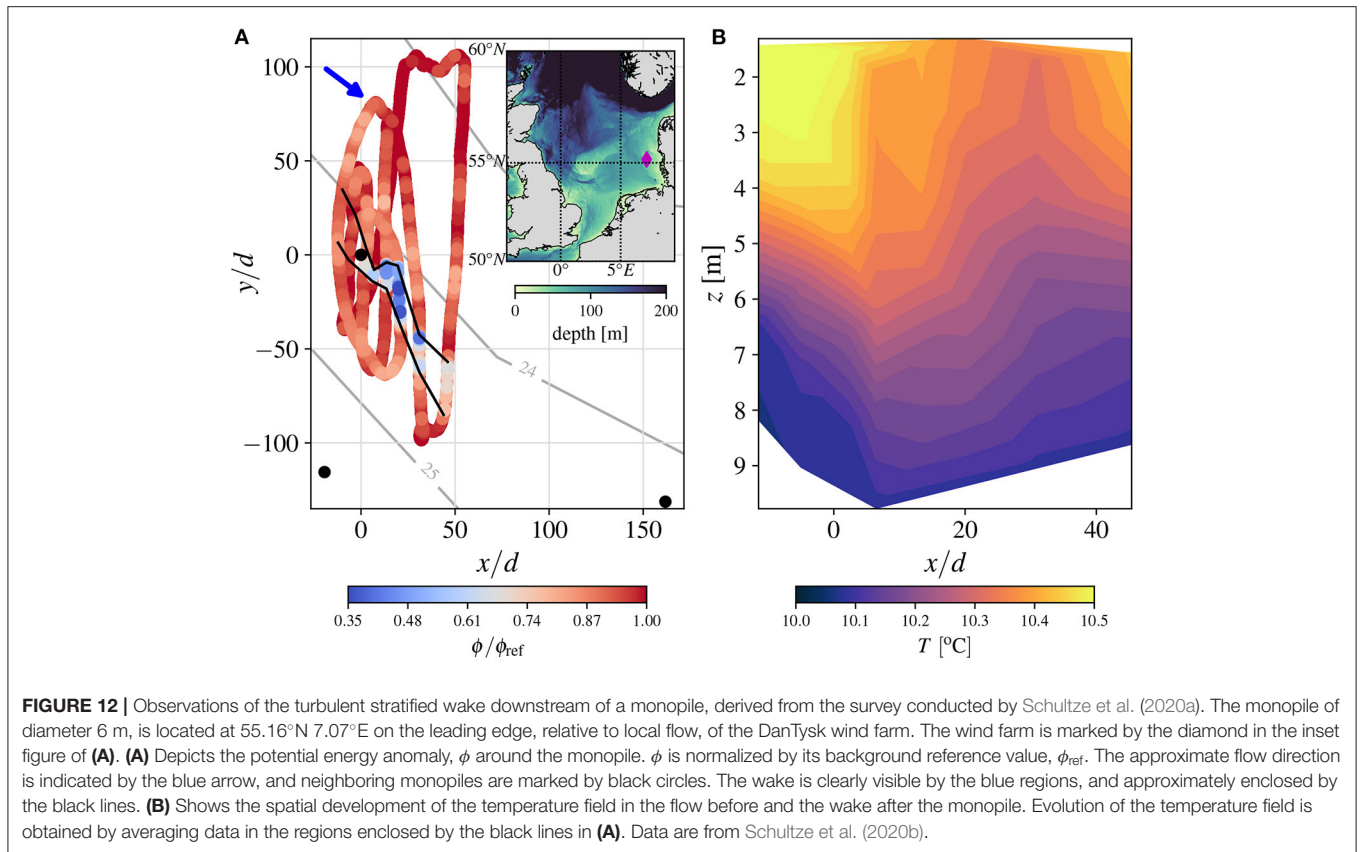 A
B
100
50
0
−50
−100
y/d
0
50
100
150
x/d
24
25
60°N
55°N
50°N
0°
5°E
0
100
200
depth [m]
0.35
0.48
0.61
0.74
0.87
1.00
ϕ/ϕref
2
3
4
5
6
7
8
9
z [m]
0
20
40
x/d
10.0
10.1
10.2
10.3
10.4
10.5
T [°C]
FIGURE 12 | Observations of the turbulent stratified wake downstream of a monopile, derived from the survey conducted by Schultze et al. (2020a). The monopile of
diameter 6 m, is located at 55.16°N 7.07°E on the leading edge, relative to local flow, of the DanTysk wind farm. The wind farm is marked by the diamond in the inset
figure of (A). (A) Depicts the potential energy anomaly, ϕ around the monopile. ϕ is normalized by its background reference value, ϕref. The approximate flow direction
is indicated by the blue arrow, and neighboring monopiles are marked by black circles. The wake is clearly visible by the blue regions, and approximately enclosed by
the black lines. (B) Shows the spatial development of the temperature field in the flow before and the wake after the monopile. Evolution of the temperature field is
obtained by averaging data in the regions enclosed by the black lines in (A). Data are from Schultze et al. (2020b).